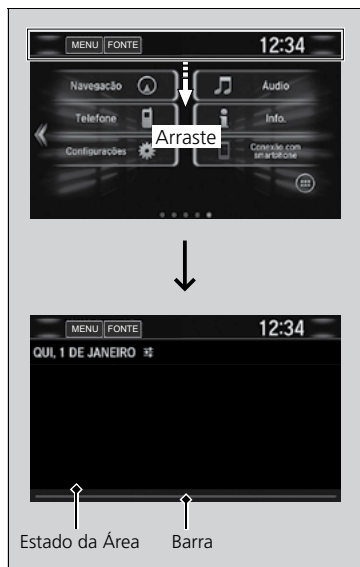 MENU FONTE 12:34
Navegacão Áudio
Telefone Info.
Arraste
Configurações Conexão com
smartphone
MENU FONTE 12:34
QUI, 1 DE JANEIRO
Estado da Área Barra